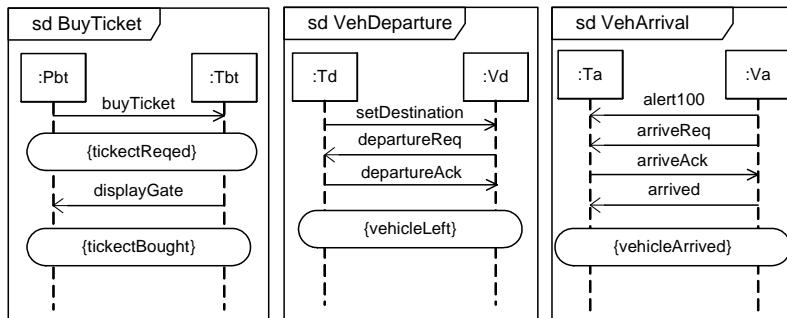 sd BuyTicket
:Pbt
:Tbt
buyTicket
{tickectReqed}
displayGate
{tickectBought}
sd VehDeparture
:Td
:Vd
setDestination
departureReq
departureAck
{vehicleLeft}
sd VehArrival
:Ta
:Va
alert100
arriveReq
arriveAck
arrived
{vehicleArrived}